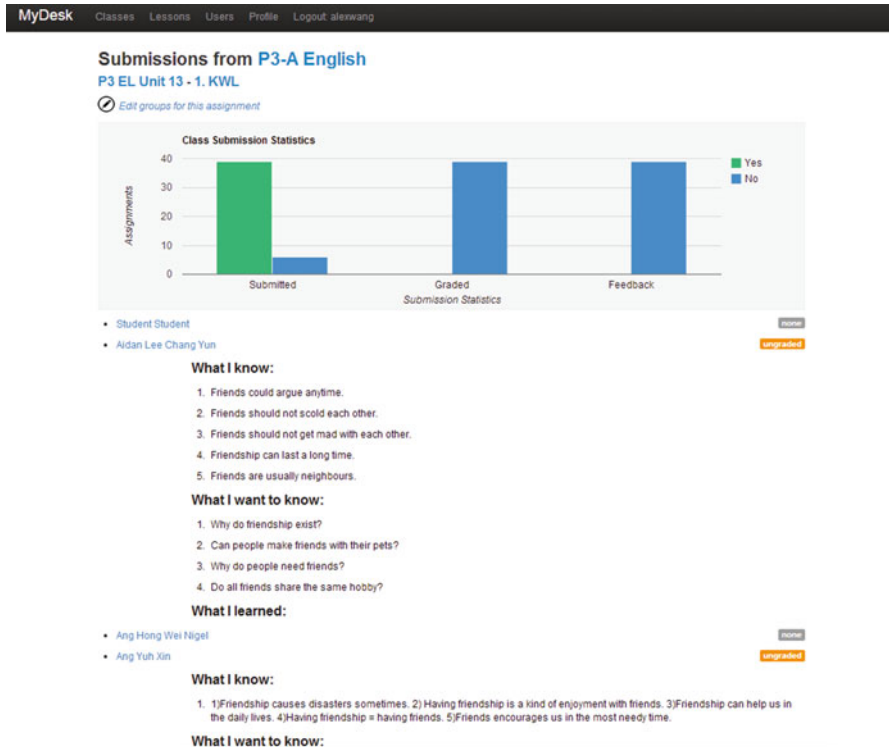 MyDesk Classes Lessons Users Profile Logout: alexwang
Submissions from P3-A English
P3 EL Unit 13 - 1. KWL
Edit groups for this assignment
Class Submission Statistics
40
30
20
10
0
Assignments
Yes
No
Submitted Graded Feedback
Submission Statistics
• Student Student none
• Aidan Lee Chang Yun ungraded
What I know:
1. Friends could argue anytime.
2. Friends should not scold each other.
3. Friends should not get mad with each other.
4. Friendship can last a long time.
5. Friends are usually neighbours.
What I want to know:
1. Why do friendship exist?
2. Can people make friends with their pets?
3. Why do people need friends?
4. Do all friends share the same hobby?
What I learned:
• Ang Hong Wei Nigel none
• Ang Yuh Xin ungraded
What I know:
1. 1)Friendship causes disasters sometimes. 2) Having friendship is a kind of enjoyment with friends. 3)Friendship can help us in
the daily lives. 4)Having friendship = having friends. 5)Friends encourages us in the most needy time.
What I want to know: